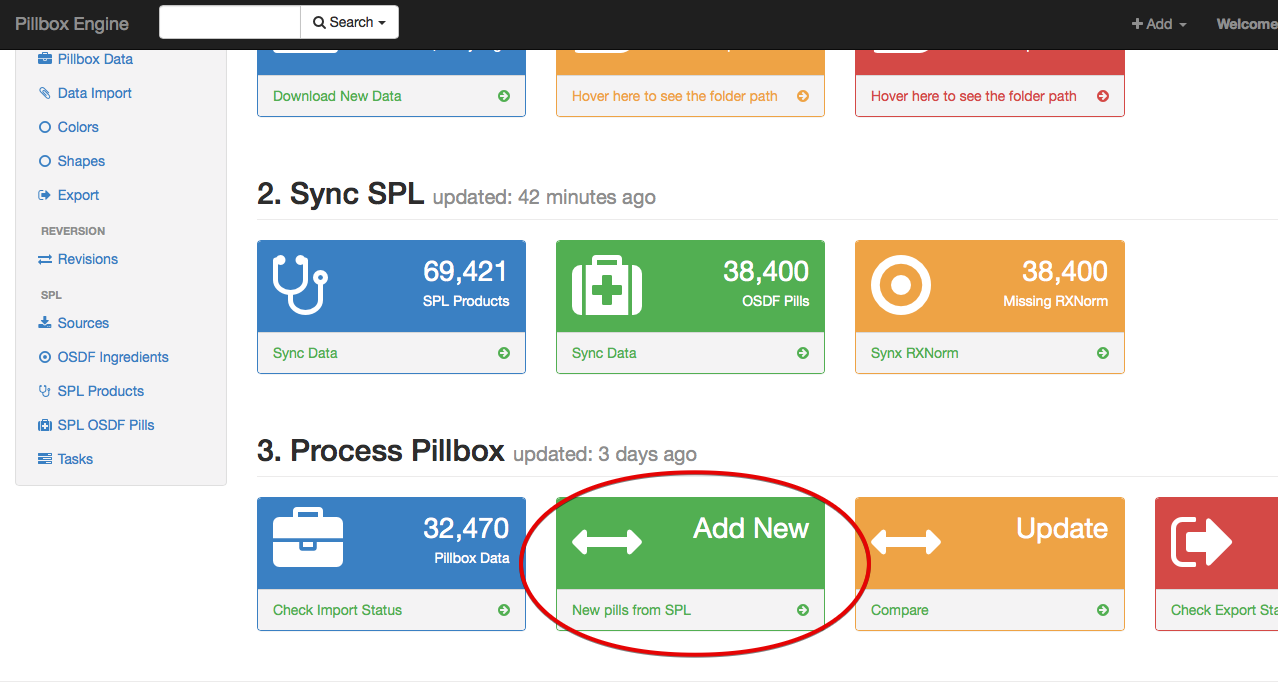 Pillbox Engine
Search
Add
Welcome
Pillbox Data
Data Import
Colors
Shapes
Export
REVERSION
Revisions
SPL
Sources
OSDF Ingredients
SPL Products
SPL OSDF Pills
Tasks
Download New Data
Hover here to see the folder path
Hover here to see the folder path
2. Sync SPL updated: 42 minutes ago
69,421
SPL Products
Sync Data
38,400
OSDF Pills
Sync Data
38,400
Missing RXNorm
Synx RXNorm
3. Process Pillbox updated: 3 days ago
32,470
Pillbox Data
Check Import Status
Add New
New pills from SPL
Update
Compare
Check Export Sta